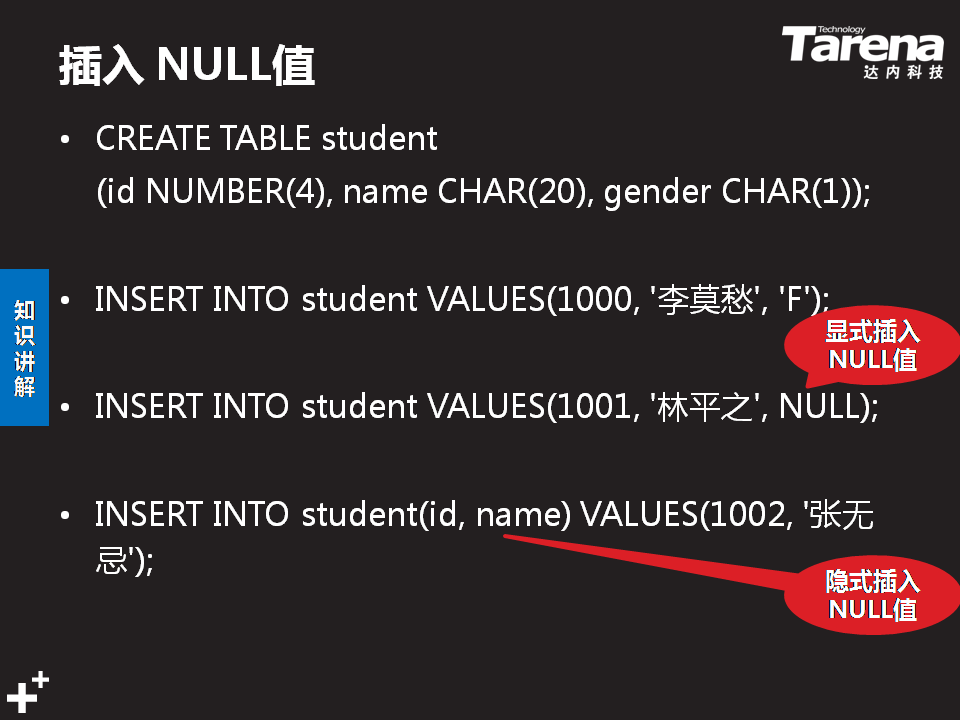 插入 NULL值
Technology
Tarena
达内科技
• CREATE TABLE student
(id NUMBER(4), name CHAR(20), gender CHAR(1));
知识讲解
• INSERT INTO student VALUES(1000, '李莫愁', 'F');
显式插入
NULL值
• INSERT INTO student VALUES(1001, '林平之', NULL);
• INSERT INTO student(id, name) VALUES(1002, '张无
忌');
隐式插入
NULL值